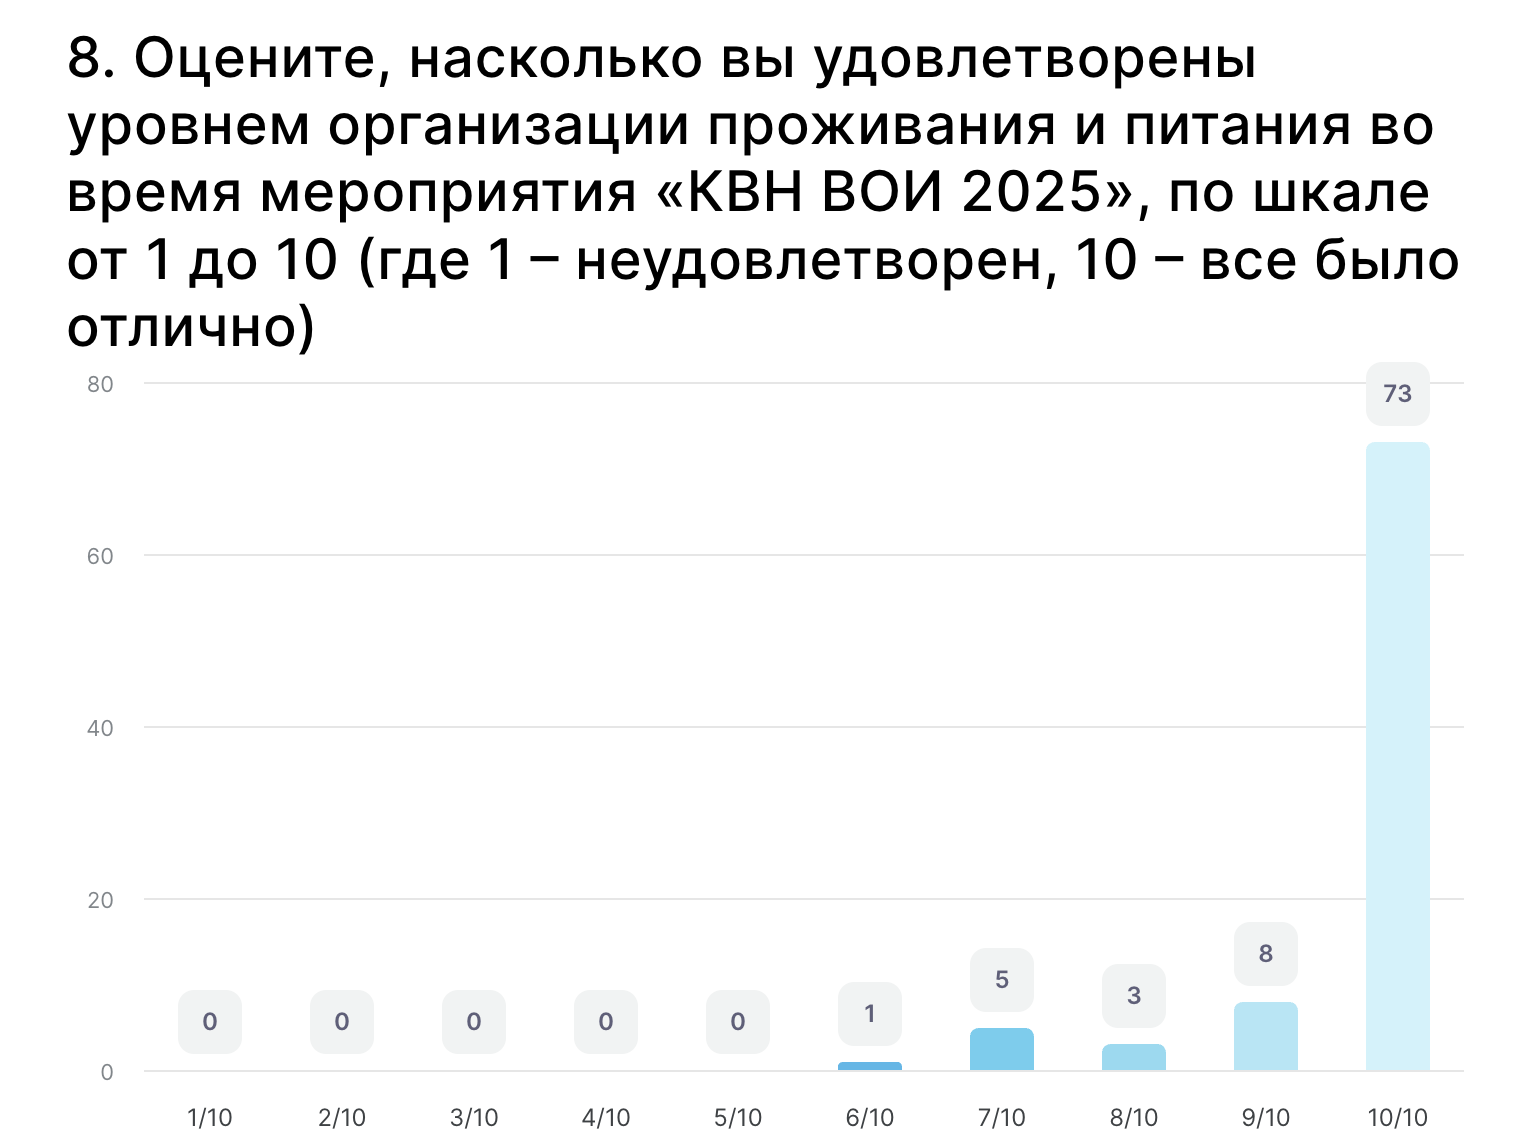 8. Оцените, насколько вы удовлетворены
уровнем организации проживания и питания во
время мероприятия «КВН ВОИ 2025», по шкале
от 1 до 10 (где 1 – неудовлетворен, 10 – все было
отлично)
80
73
60
40
20
8
5
3
1
0 0 0 0 0
0
1/10 2/10 3/10 4/10 5/10 6/10 7/10 8/10 9/10 10/10